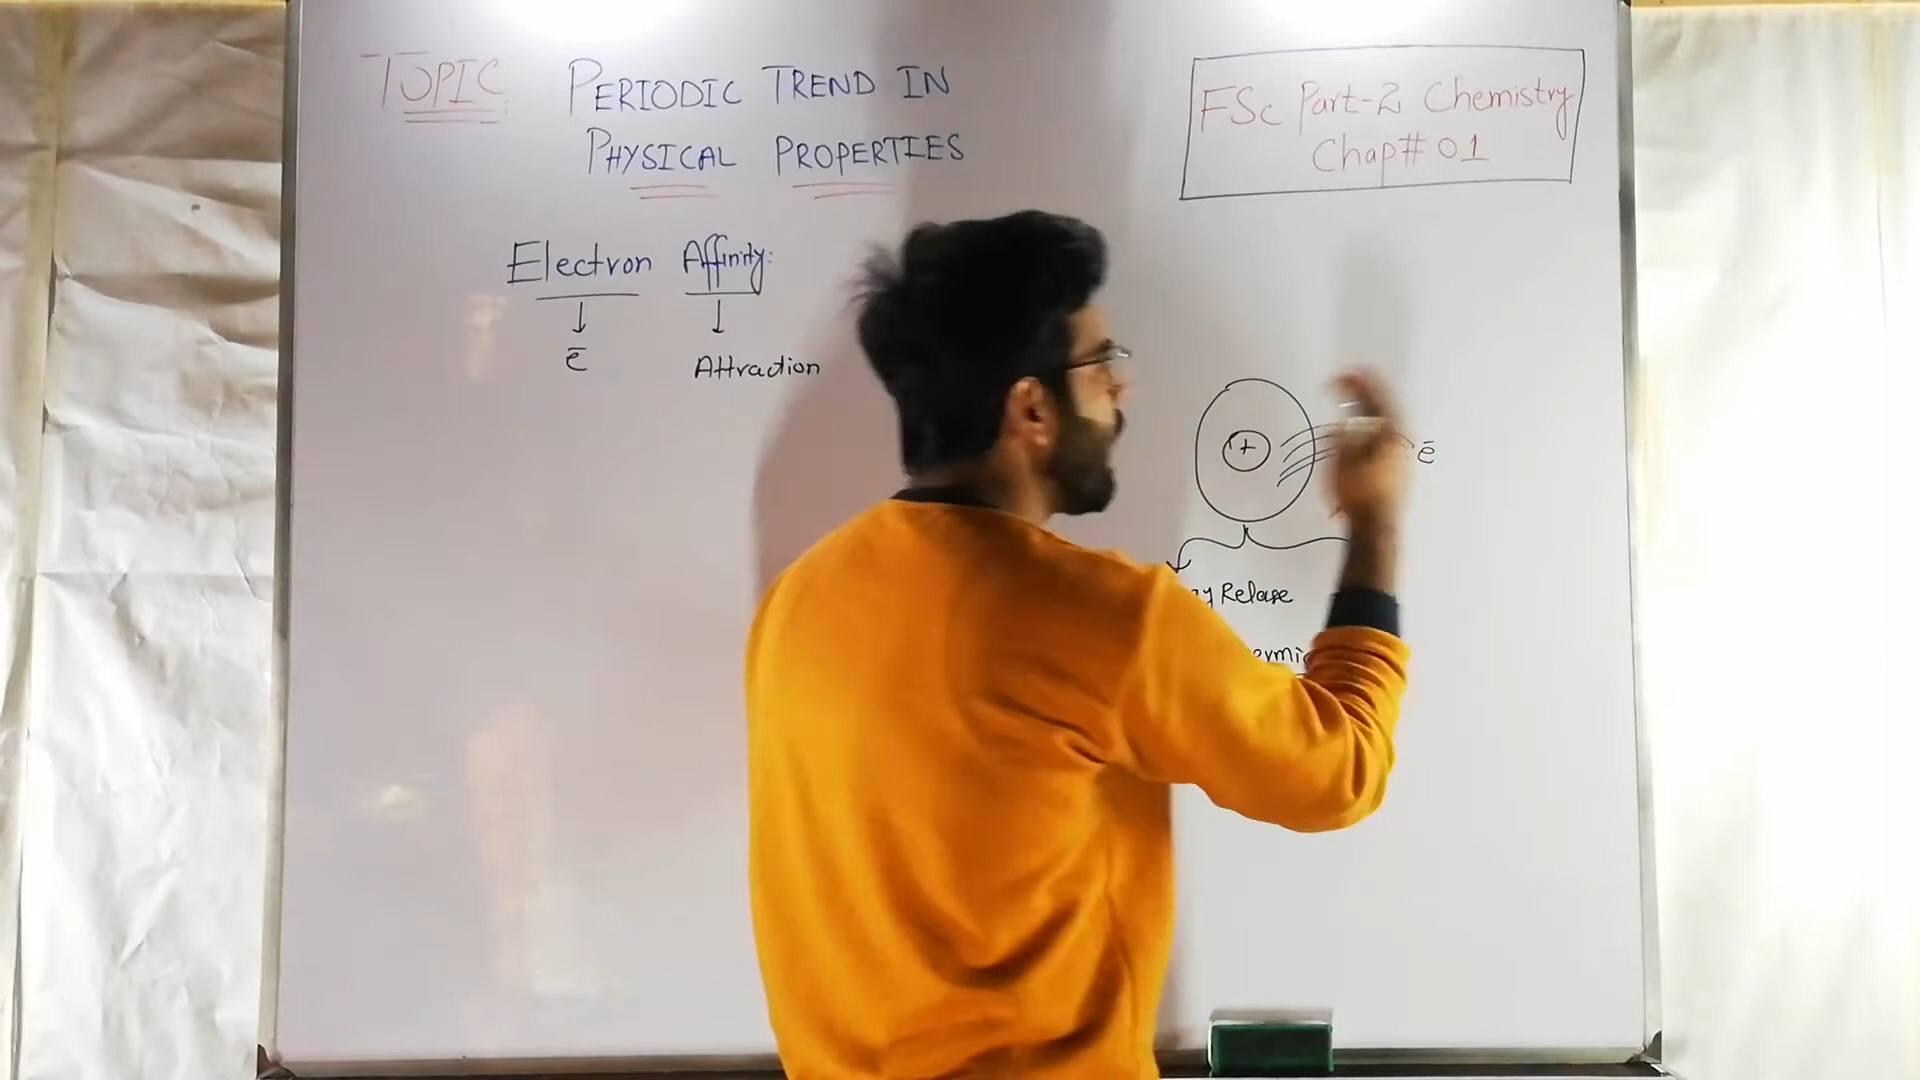 TOPIC: PERIODIC TREND IN
PHYSICAL PROPERTIES
FSc Part-2 Chemistry
Chap# 01
Electron Affinity:
ē
Attraction
+
ē
Relase